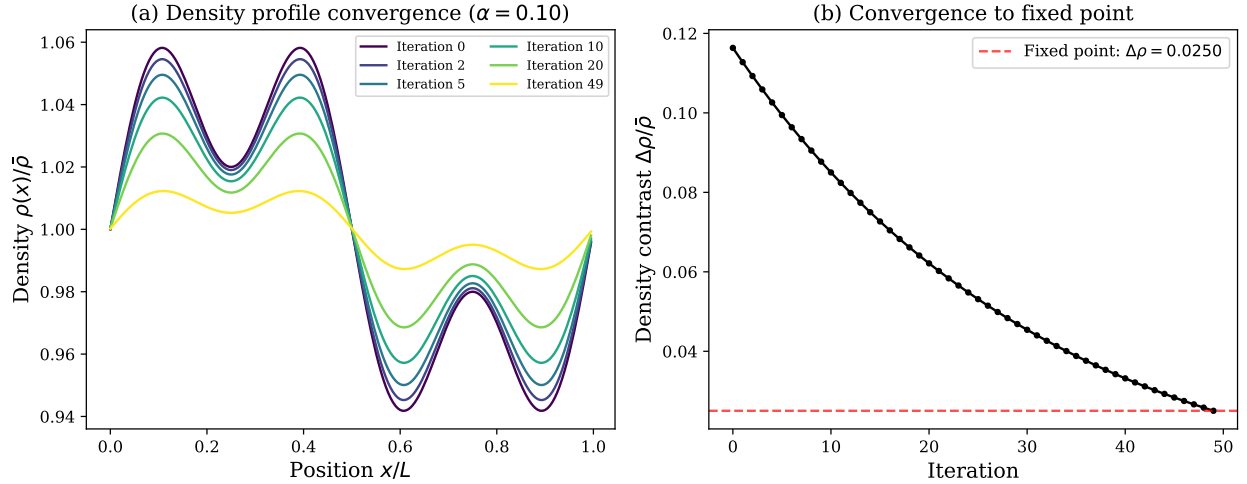 (a) Density profile convergence (α = 0.10)
Density ρ(x)/ρ̄
1.06
1.04
1.02
1.00
0.98
0.96
0.94
Iteration 0
Iteration 2
Iteration 5
Iteration 10
Iteration 20
Iteration 49
0.0 0.2 0.4 0.6 0.8 1.0
Position x/L
(b) Convergence to fixed point
Density contrast Δρ/ρ̄
0.12
0.10
0.08
0.06
0.04
Fixed point: Δρ = 0.0250
0 10 20 30 40 50
Iteration